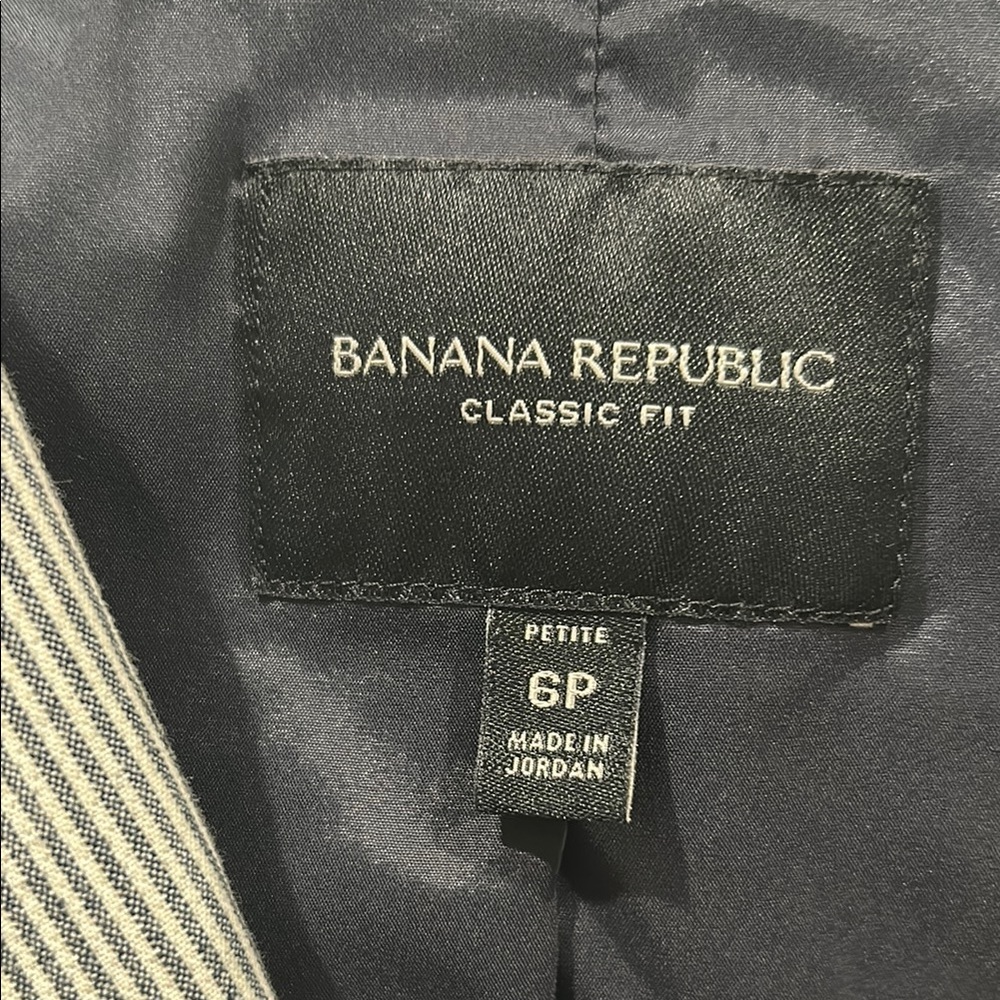 BANANA REPUBLIC
CLASSIC FIT
PETITE
6P
MADE IN
JORDAN